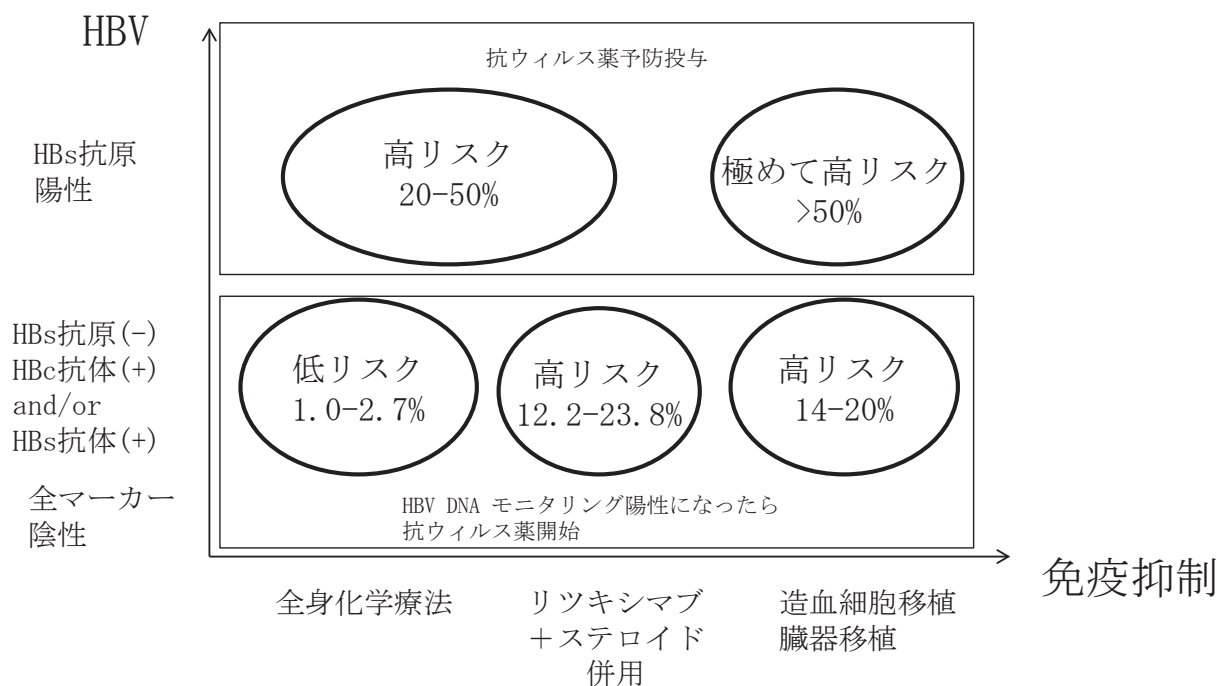 HBV
抗ウィルス薬予防投与
HBs抗原
陽性
高リスク
20-50%
極めて高リスク
>50%
HBs抗原(-)
HBc抗体(+)
and/or
HBs抗体(+)
低リスク
1.0-2.7%
高リスク
12.2-23.8%
高リスク
14-20%
全マーカー
陰性
HBV DNA モニタリング陽性になったら
抗ウィルス薬開始
免疫抑制
全身化学療法
リツキシマブ
＋ステロイド
併用
造血細胞移植
臓器移植